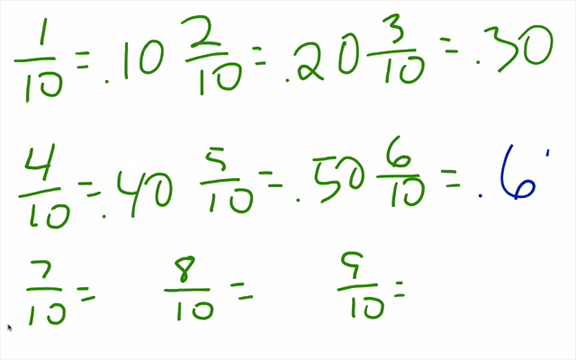 1/10 = .10 2/10 = .20 3/10 = .30
4/10 = .40 5/10 = .50 6/10 = .6
7/10 = 8/10 = 9/10 =